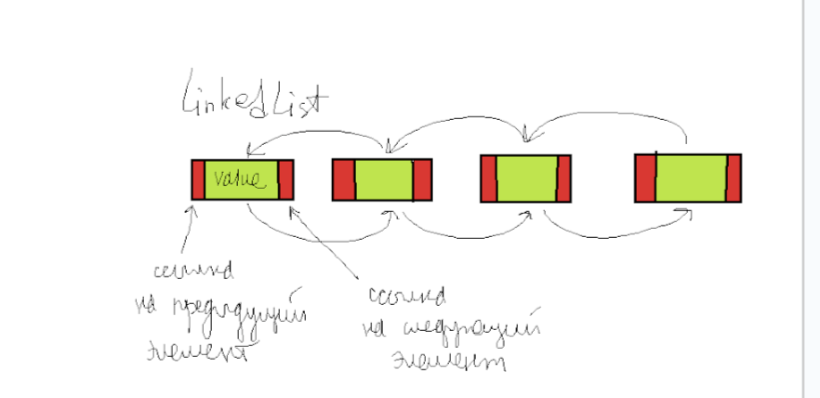 LinkedList
value
ссылка
на предыдущий
элемент
ссылка
на следующий
элемент